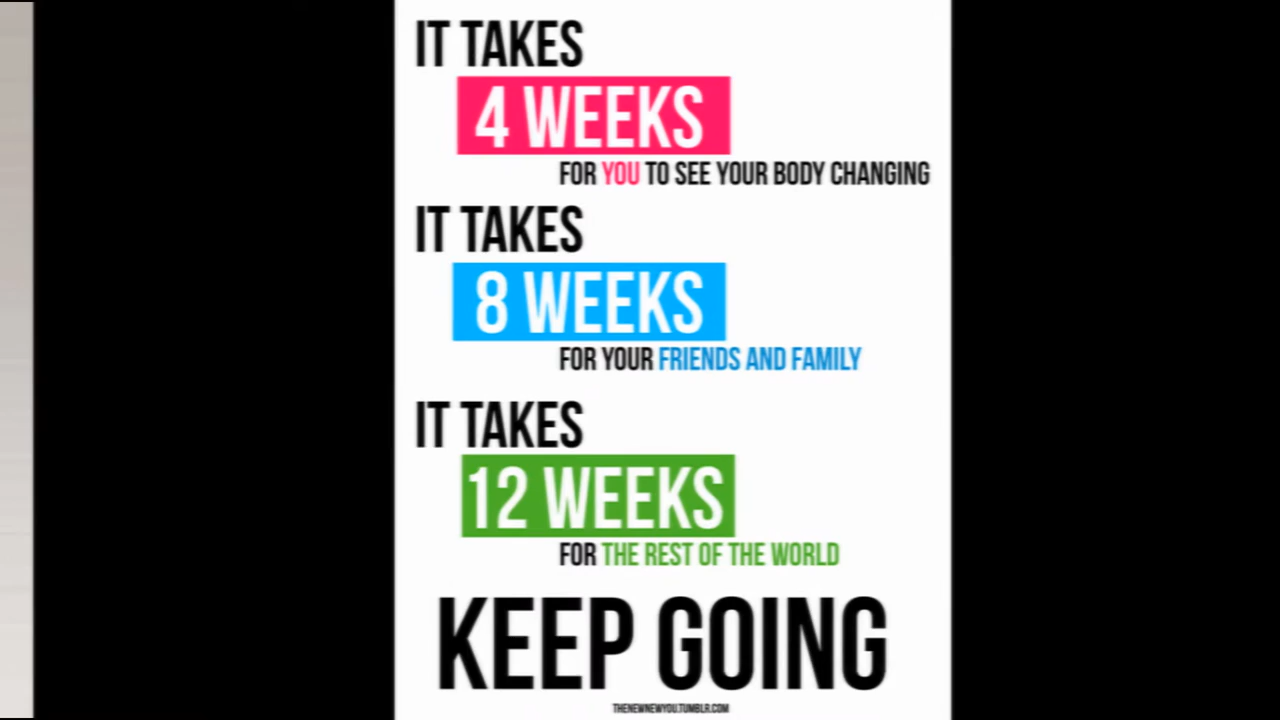 IT TAKES
4 WEEKS
FOR YOU TO SEE YOUR BODY CHANGING
IT TAKES
8 WEEKS
FOR YOUR FRIENDS AND FAMILY
IT TAKES
12 WEEKS
FOR THE REST OF THE WORLD
KEEP GOING
THENEWNEWYOU.TUMBLR.COM